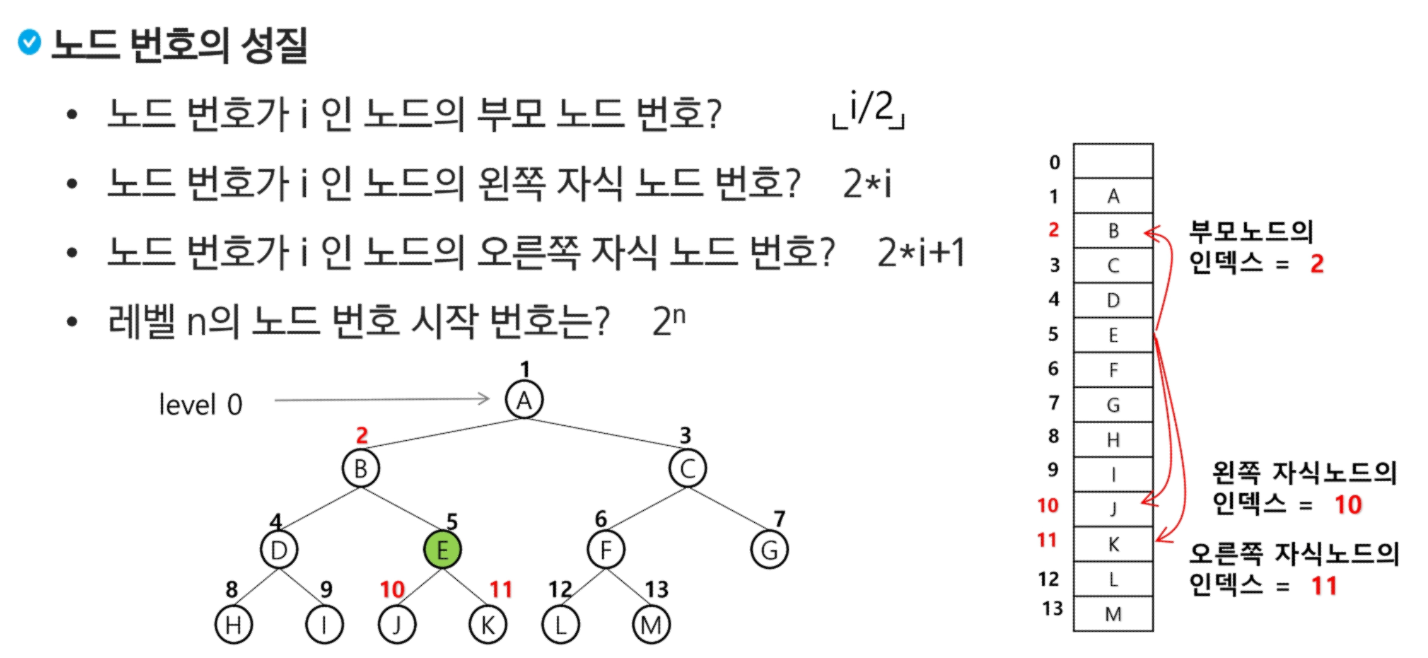 노드 번호의 성질
• 노드 번호가 i 인 노드의 부모 노드 번호? ⌞i/2⌟
• 노드 번호가 i 인 노드의 왼쪽 자식 노드 번호? 2*i
• 노드 번호가 i 인 노드의 오른쪽 자식 노드 번호? 2*i+1
• 레벨 n의 노드 번호 시작 번호는? 2ⁿ
level 0
1
A
2 3
B C
4 5 6 7
D E F G
8 9 10 11 12 13
H I J K L M
0
1 A
2 B
3 C
4 D
5 E
6 F
7 G
8 H
9 I
10 J
11 K
12 L
13 M
부모노드의
인덱스 = 2
왼쪽 자식노드의
인덱스 = 10
오른쪽 자식노드의
인덱스 = 11